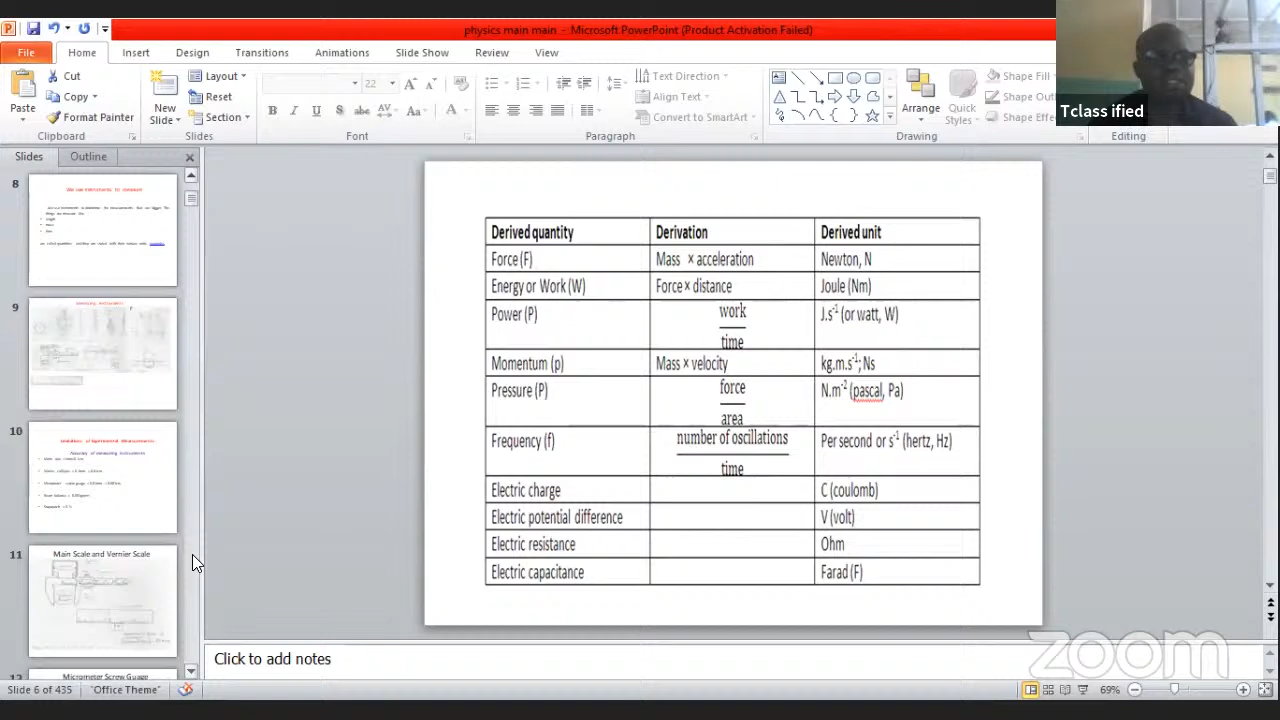 physics main main - Microsoft PowerPoint (Product Activation Failed)
File Home Insert Design Transitions Animations Slide Show Review View
Cut
Copy
Format Painter
Paste
Clipboard
New Slide
Layout
Reset
Section
Slides
22
Font
Paragraph
Text Direction
Align Text
Convert to SmartArt
Arrange
Quick Styles
Shape Fill
Shape Out
Shape Effe
Drawing
Editing
Tclass ified
Slides Outline
8
9
10
11
Main Scale and Vernier Scale
Micrometer Screw Guage
Derived quantity Derivation Derived unit
Force (F) Mass × acceleration Newton, N
Energy or Work (W) Force × distance Joule (Nm)
Power (P) work / time J.s⁻¹ (or watt, W)
Momentum (p) Mass × velocity kg.m.s⁻¹; Ns
Pressure (P) force / area N.m⁻² (pascal, Pa)
Frequency (f) number of oscillations / time Per second or s⁻¹ (hertz, Hz)
Electric charge C (coulomb)
Electric potential difference V (volt)
Electric resistance Ohm
Electric capacitance Farad (F)
zoom
Click to add notes
Slide 6 of 435 "Office Theme" 69%